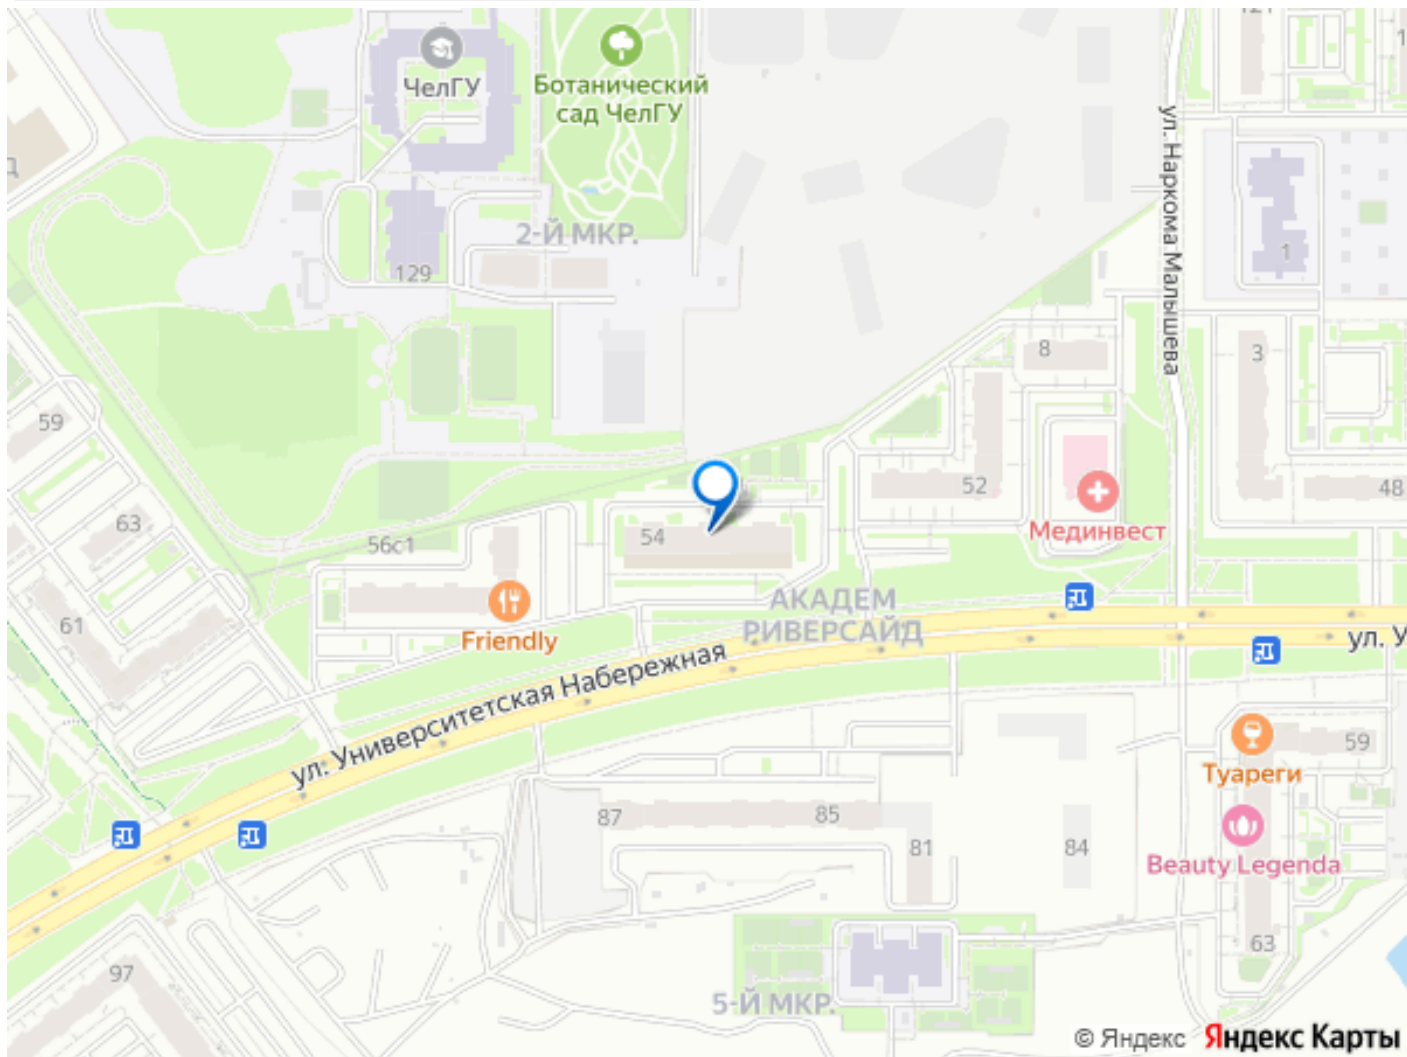 ЧелГУ
Ботанический
сад ЧелГУ
2-Й МКР.
129
ул. Наркома Малышева
1
8
3
59
52
48
Мединвест
63
56с1
54
61
Friendly
АКАДЕМ
РИВЕРСАЙД
ул. Университетская Набережная
ул. У
59
Туареги
87
85
81
84
Beauty Legenda
63
97
5-Й МКР.
© Яндекс Яндекс Карты